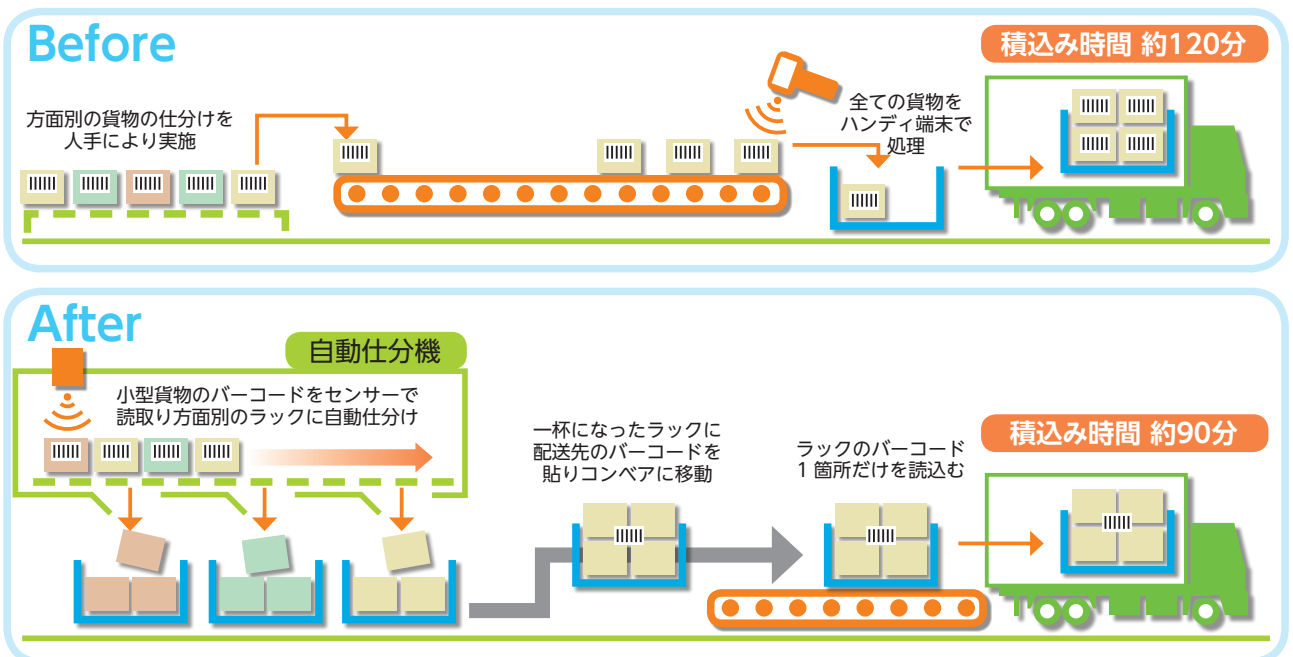 Before
積込み時間 約120分
方面別の貨物の仕分けを
人手により実施
全ての貨物を
ハンディ端末で
処理
After
自動仕分機
小型貨物のバーコードをセンサーで
読取り方面別のラックに自動仕分け
一杯になったラックに
配送先のバーコードを
貼りコンベアに移動
ラックのバーコード
1箇所だけを読込む
積込み時間 約90分